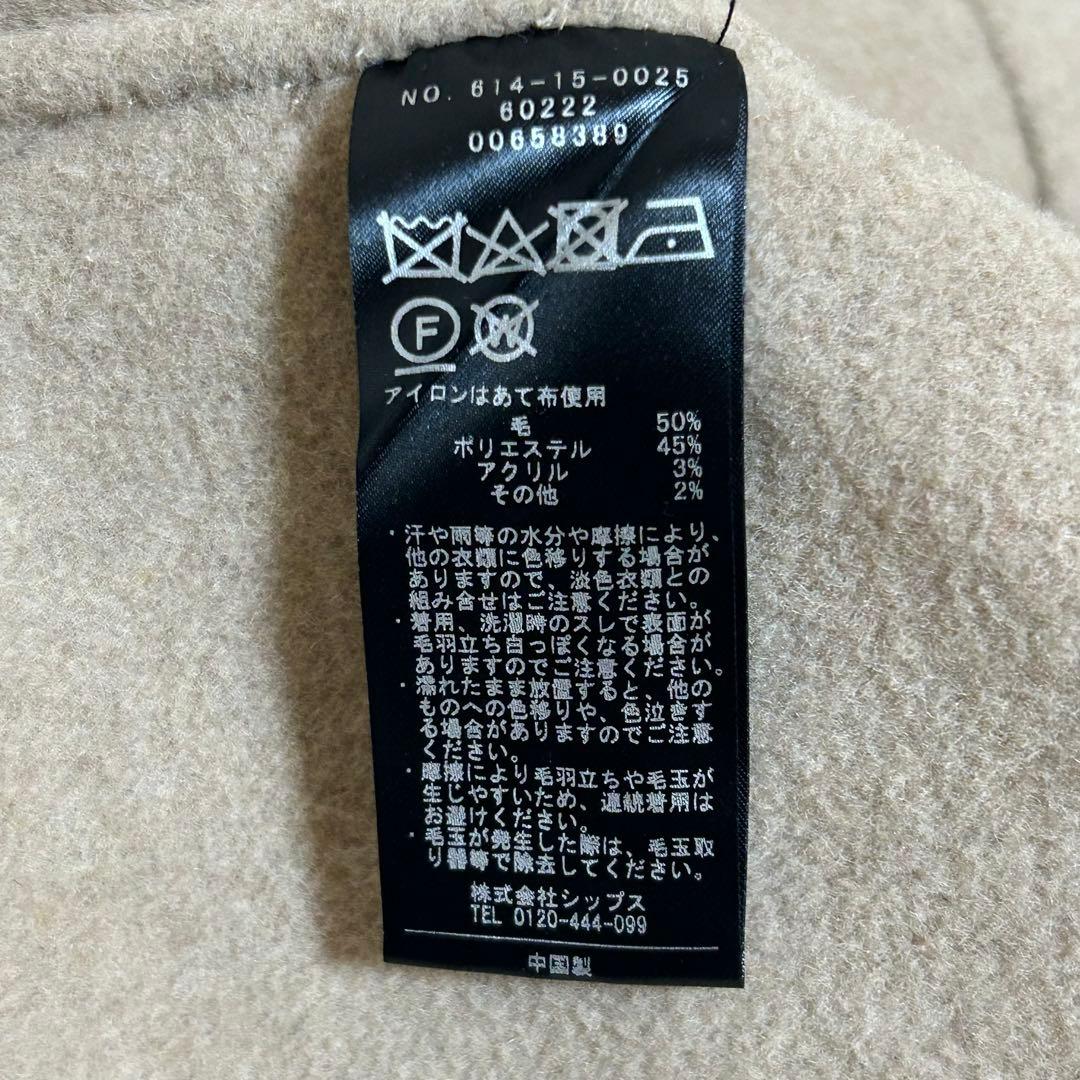 NO. 614-15-0025
60222
00658389
F
W
アイロンはあて布使用
毛 50%
ポリエステル 45%
アクリル 3%
その他 2%
・汗や雨等の水分や摩擦により、
他の衣類に色移りする場合が
ありますので、淡色衣類との
組み合せはご注意ください。
・着用、洗濯時のスレで表面が
毛羽立ち白っぽくなる場合が
ありますのでご注意ください。
・濡れたまま放置すると、他の
ものへの色移りや、色泣きす
る場合がありますのでご注意
ください。
・摩擦により毛羽立ちや毛玉が
生じやすいため、連続着用は
お避けください。
・毛玉が発生した際は、毛玉取
り器等で除去してください。
株式会社シップス
TEL 0120-444-099
中国製